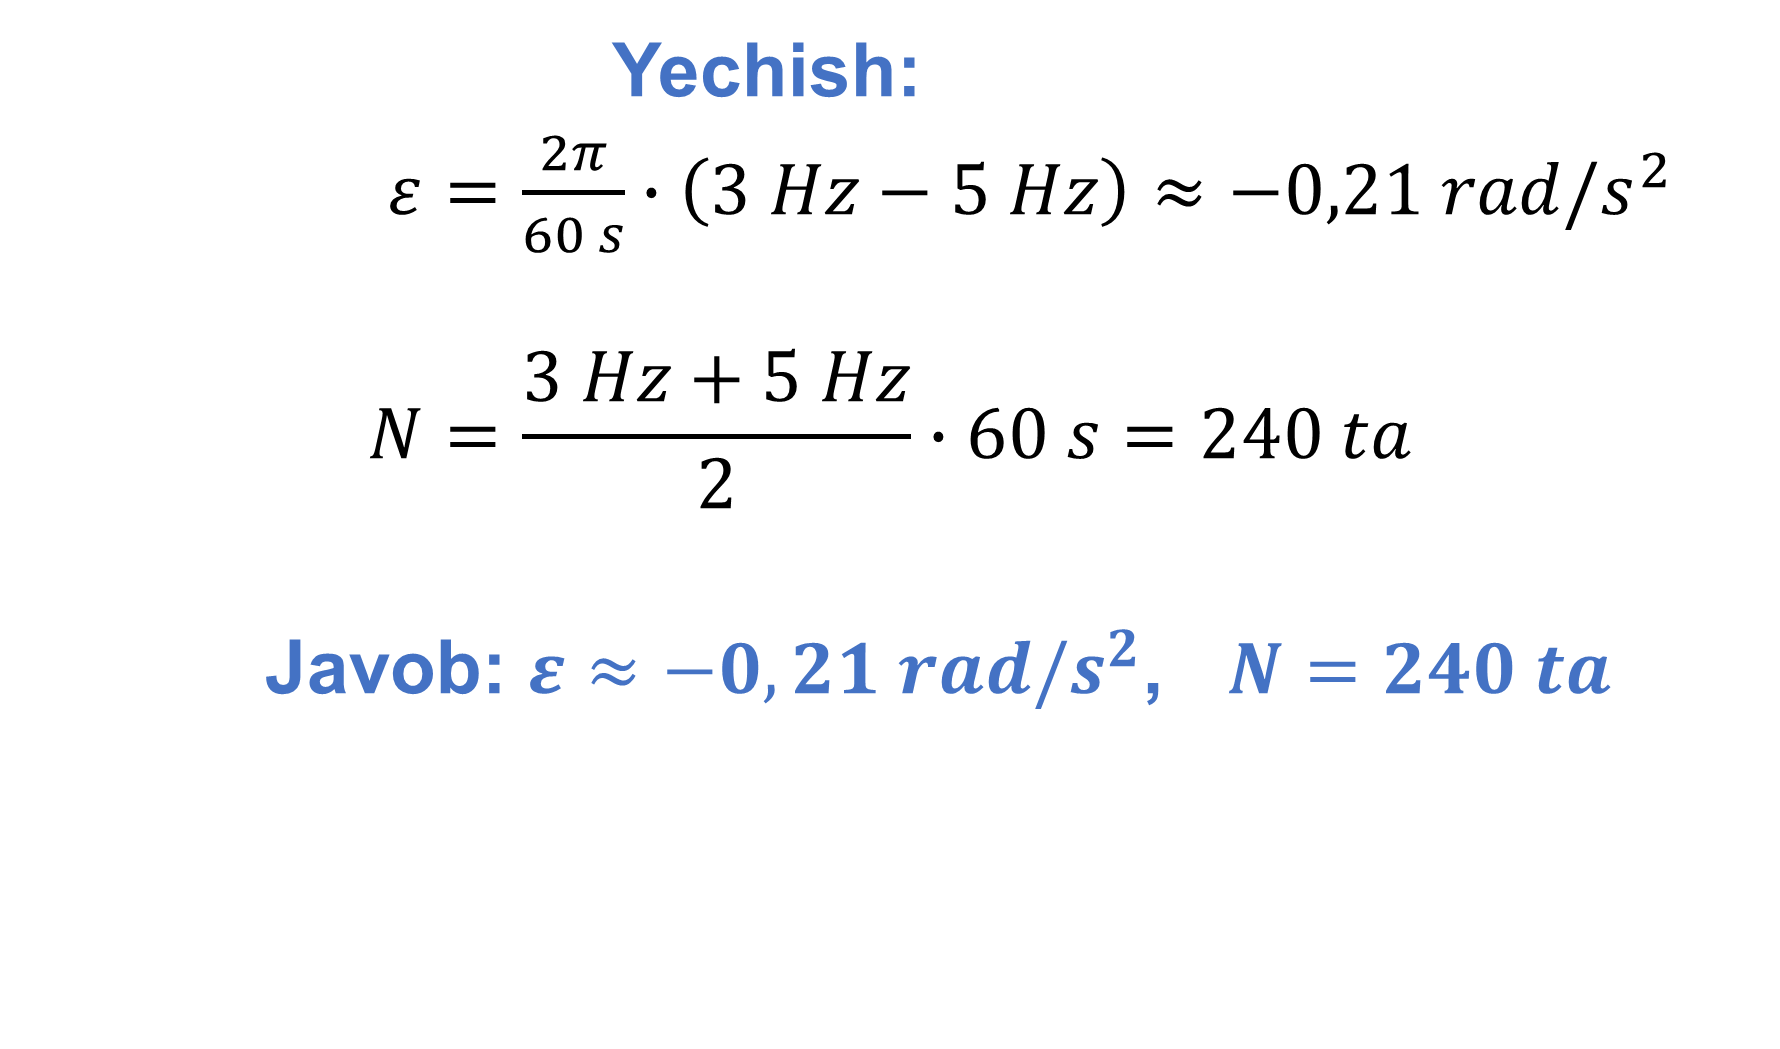 Yechish:
ε = 2π/60 s · (3 Hz − 5 Hz) ≈ −0,21 rad/s²
N = (3 Hz + 5 Hz)/2 · 60 s = 240 ta
Javob: ε ≈ −0,21 rad/s², N = 240 ta